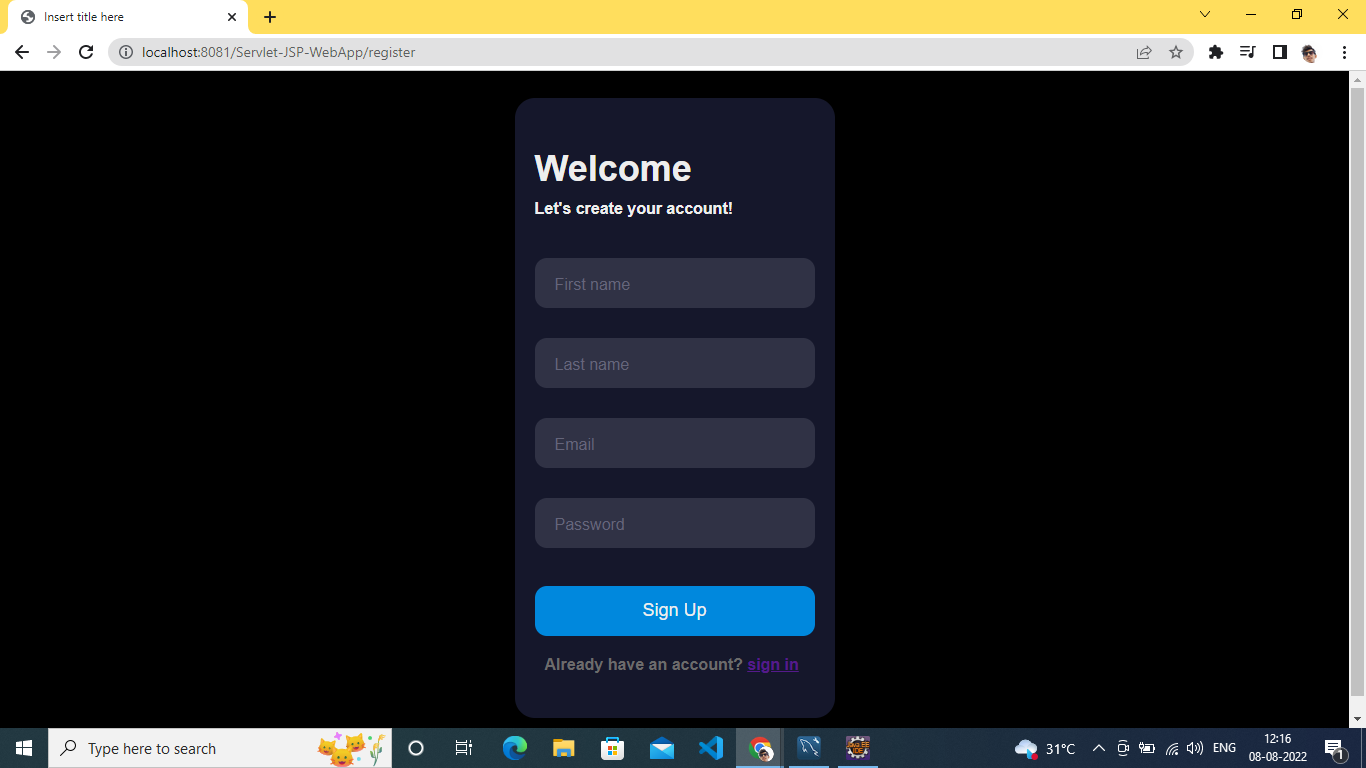 Insert title here
localhost:8081/Servlet-JSP-WebApp/register
Welcome
Let's create your account!
First name
Last name
Email
Password
Sign Up
Already have an account? sign in
Type here to search
31°C
ENG
12:16
08-08-2022
1